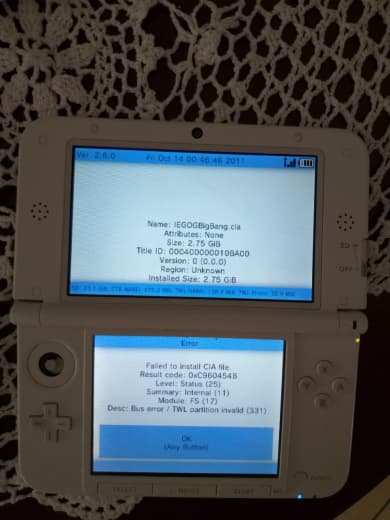 Ver. 2.6.0
Fri Oct 14 00:46:46 2011
Name: IEGOGBigBang.cia
Attributes: None
Size: 2.75 GiB
Title ID: 000400000010BA00
Version: 0 (0.0.0)
Region: Unknown
Installed Size: 2.75 GiB
Error
Failed to install CIA file.
Result code: 0xC9604548
Level: Status (25)
Summary: Internal (11)
Module: FS (17)
Desc: Bus error / TWL partition invalid (331)
OK
(Any Button)
SELECT
START